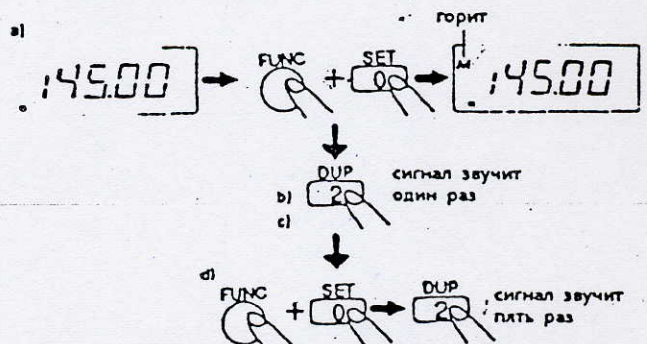 горит
a)
FUNC SET
145.00 + 0 м 145.00
DUP сигнал звучит
b) 2 один раз
c)
d)
FUNC SET DUP сигнал звучит
+ 0 2 пять раз